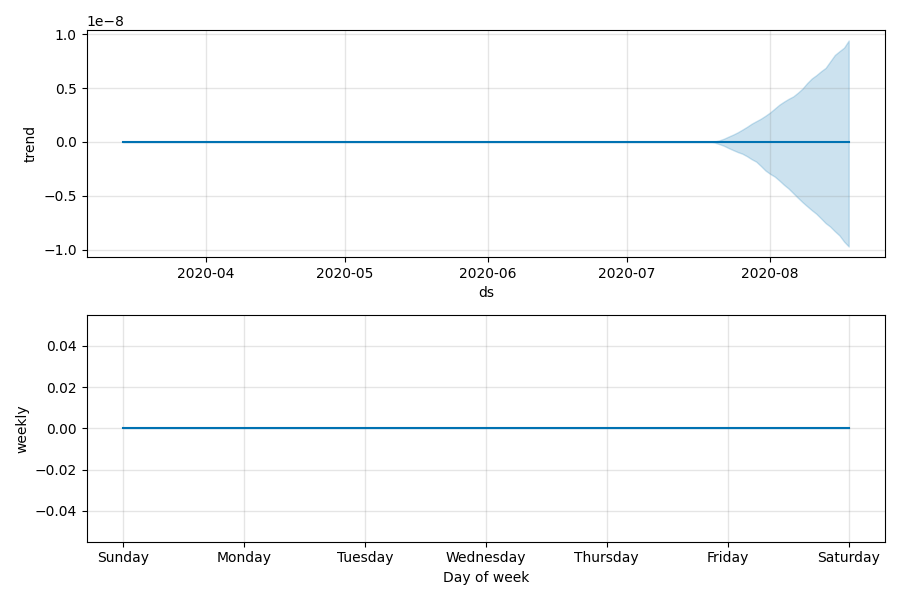 1e−8
1.0
0.5
0.0
−0.5
−1.0
trend
2020-04 2020-05 2020-06 2020-07 2020-08
ds
0.04
0.02
0.00
−0.02
−0.04
weekly
Sunday Monday Tuesday Wednesday Thursday Friday Saturday
Day of week